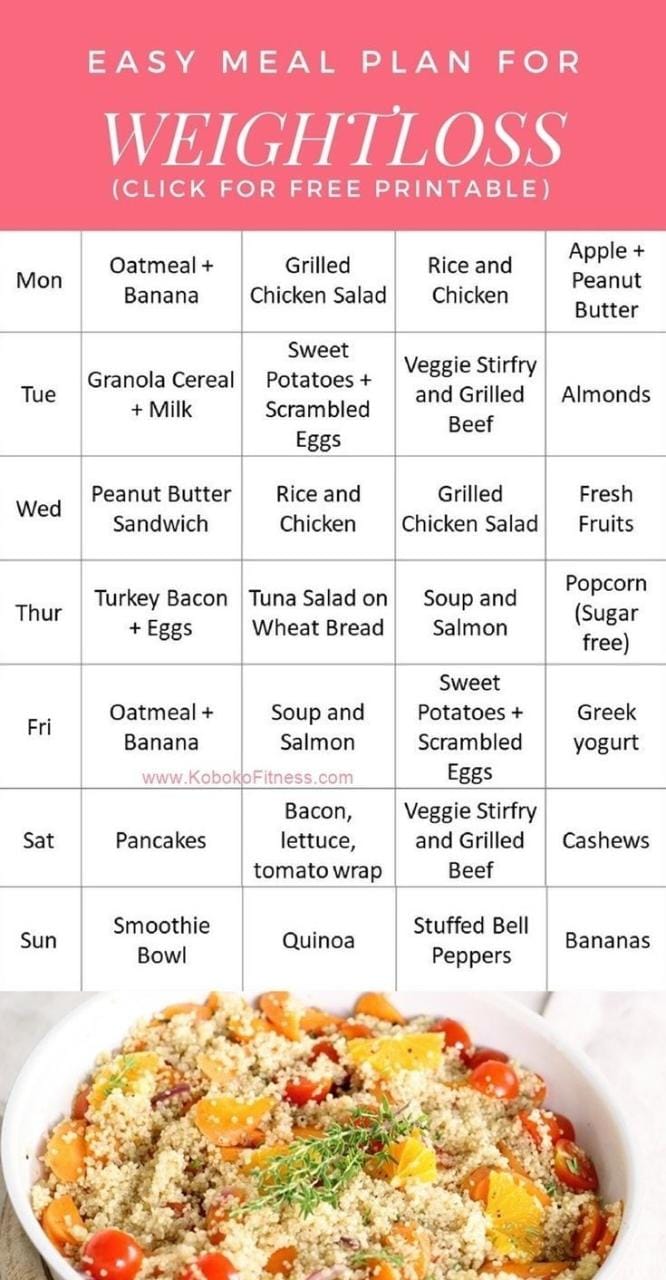 EASY MEAL PLAN FOR
WEIGHTLOSS
(CLICK FOR FREE PRINTABLE)
Mon
Oatmeal +
Banana
Grilled
Chicken Salad
Rice and
Chicken
Apple +
Peanut
Butter
Tue
Granola Cereal
+ Milk
Sweet
Potatoes +
Scrambled
Eggs
Veggie Stirfry
and Grilled
Beef
Almonds
Wed
Peanut Butter
Sandwich
Rice and
Chicken
Grilled
Chicken Salad
Fresh
Fruits
Thur
Turkey Bacon
+ Eggs
Tuna Salad on
Wheat Bread
Soup and
Salmon
Popcorn
(Sugar
free)
Fri
Oatmeal +
Banana
Soup and
Salmon
Sweet
Potatoes +
Scrambled
Eggs
Greek
yogurt
www.KobokoFitness.com
Sat
Pancakes
Bacon,
lettuce,
tomato wrap
Veggie Stirfry
and Grilled
Beef
Cashews
Sun
Smoothie
Bowl
Quinoa
Stuffed Bell
Peppers
Bananas